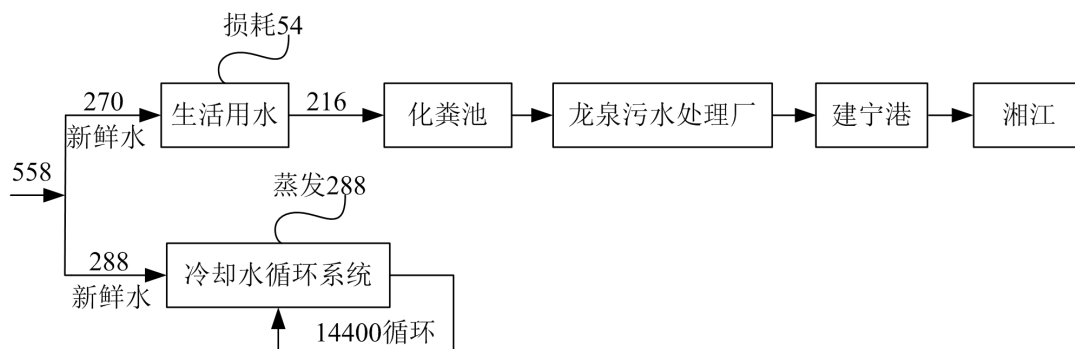 损耗54
270
新鲜水
生活用水
216
化粪池
龙泉污水处理厂
建宁港
湘江
558
蒸发288
288
新鲜水
冷却水循环系统
14400循环